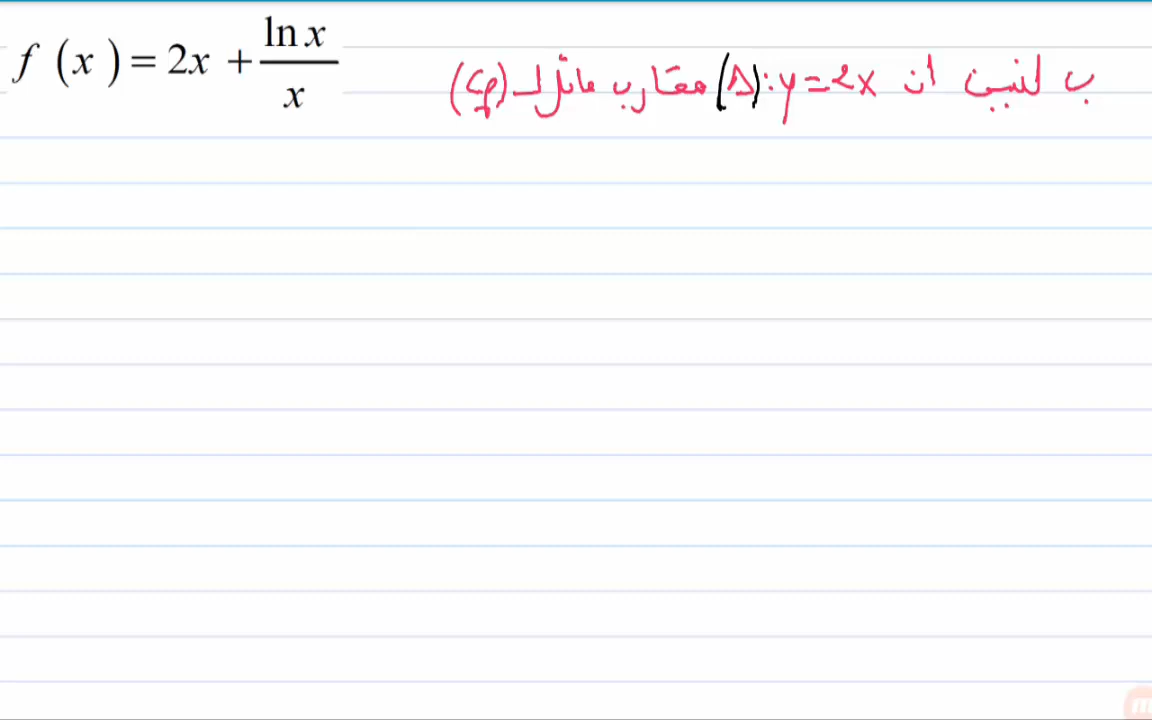 f (x) = 2x + ln x / x
ب لنبين أن (Δ): y = 2x مقارب مائل لـ (Cf)